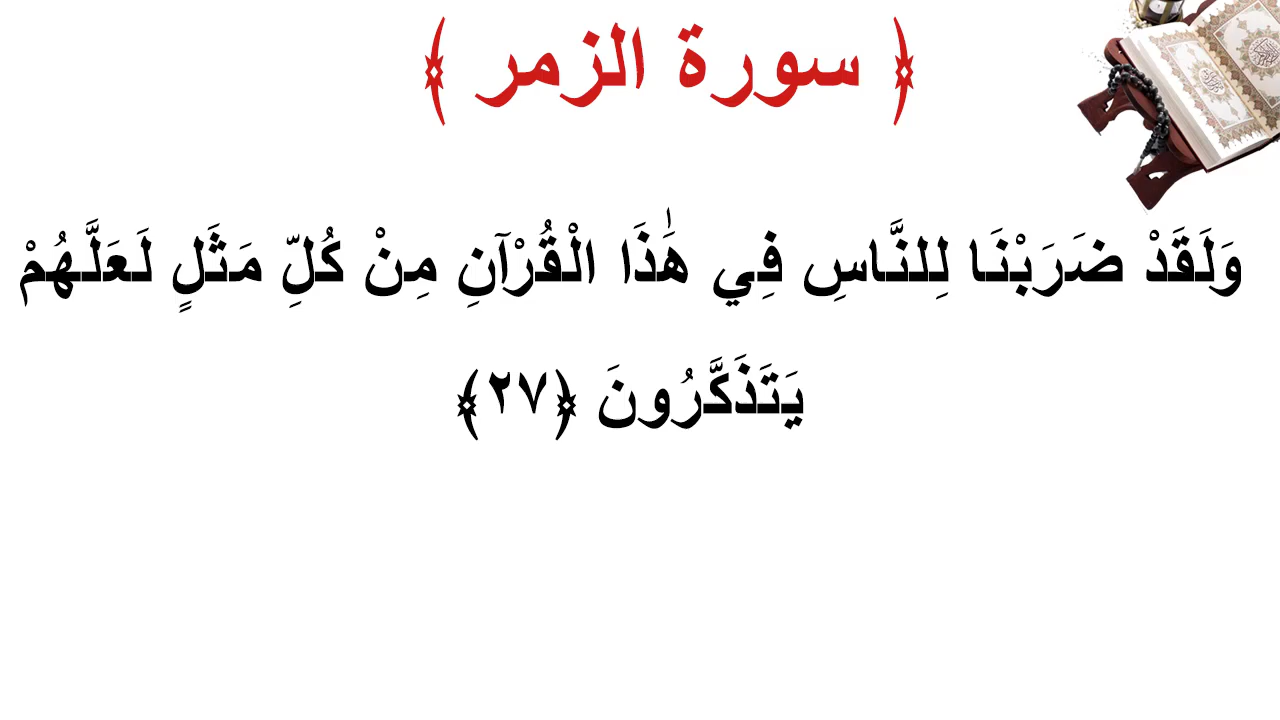 ﴿ سورة الزمر ﴾
وَلَقَدْ ضَرَبْنَا لِلنَّاسِ فِي هَٰذَا الْقُرْآنِ مِنْ كُلِّ مَثَلٍ لَعَلَّهُمْ
يَتَذَكَّرُونَ ﴿٢٧﴾